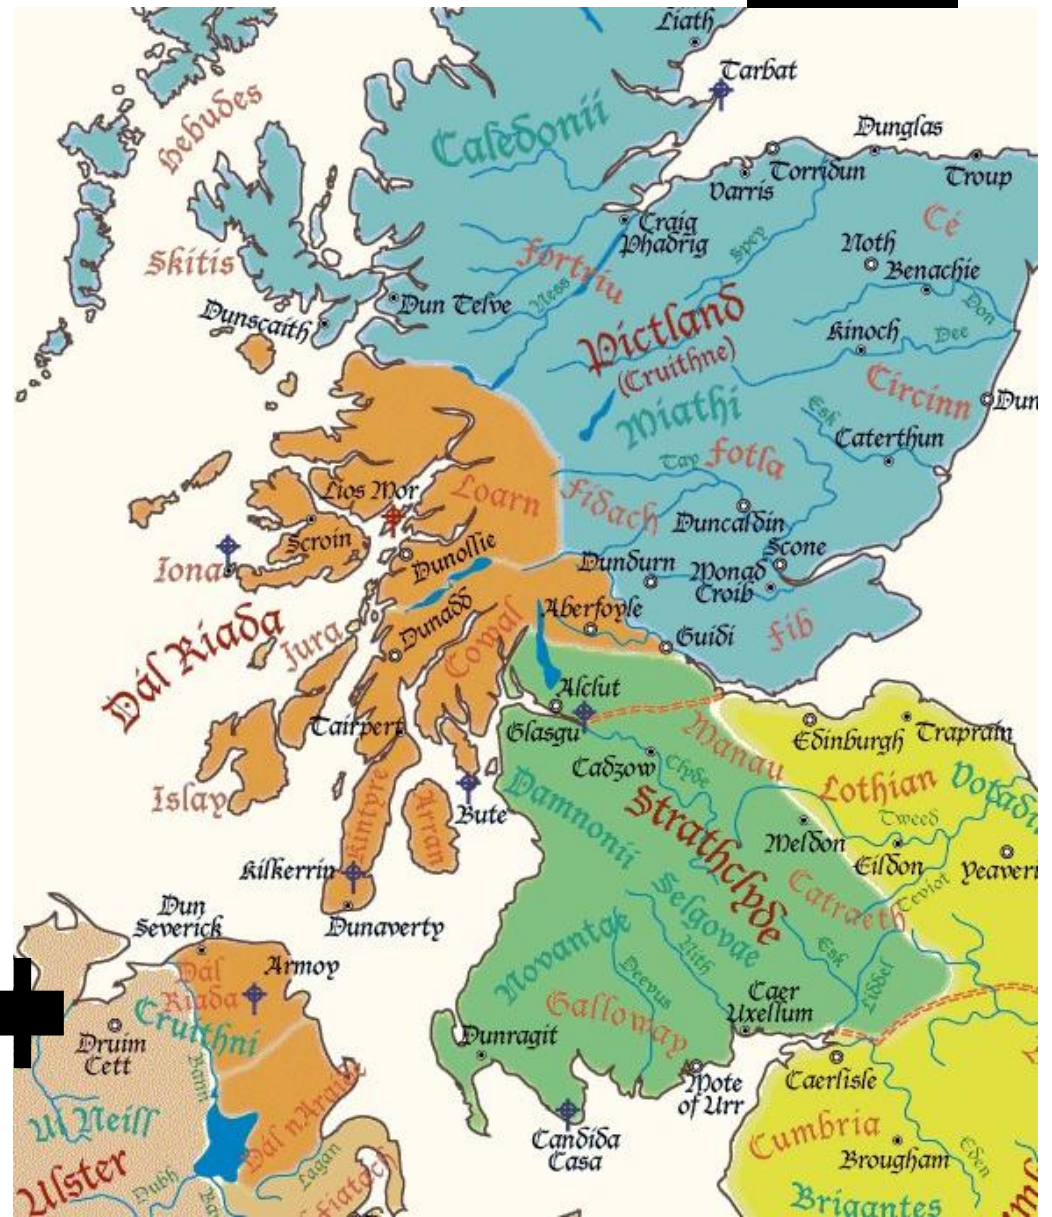 Liath
Tarbat
Hebudes
Caledonii
Dunglas
Torridun
Varris
Troup
Cé
Craig
Phadrig
Spey
Noth
Benachie
Skitis
Fortriu
Ness
Dun Telve
Dunscaith
Don
Dee
Kinoch
Pictland
(Cruithne)
Circinn
Dun
Miathi
Esk
Caterthun
Tay
Fotla
Lios Mor
Loarn
Fidach
Duncaldin
Scroin
Iona
Dunollie
Dundurn
Scone
Monad
Croib
Dál Riada
Jura
Dunadd
Cowal
Aberfoyle
Guidi
Fib
Alclut
Glasgu
Tairpert
Manau
Edinburgh
Traprain
Cadzow
Clyde
Islay
Kintyre
Arran
Bute
Damnonii
Strathclyde
Lothian
Votadi
Tweed
Meldon
Eildon
Yeaveri
Kilkerrin
Dunaverty
Selgovae
Catraeth
Teviot
Dun
Severick
Armoy
Dál
Riada
Cruithni
Novantae
Nith
Esk
Liddel
Deevus
Galloway
Caer
Uxellum
Druim
Cett
Bann
Dunragit
Mote
of Urr
Caerlisle
Ui Neill
Dál nAraide
Candida
Casa
Cumbria
Brougham
Eden
Ulster
Dubh
Lagan
Fiatach
Brigantes